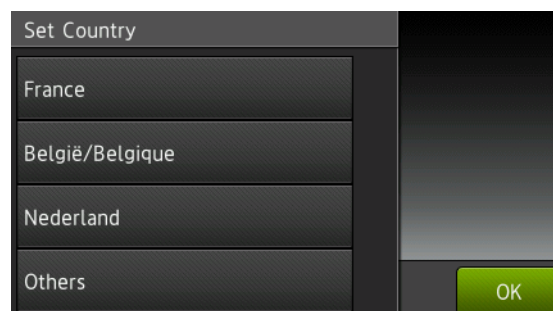 Set Country
France
België/Belgique
Nederland
Others
OK